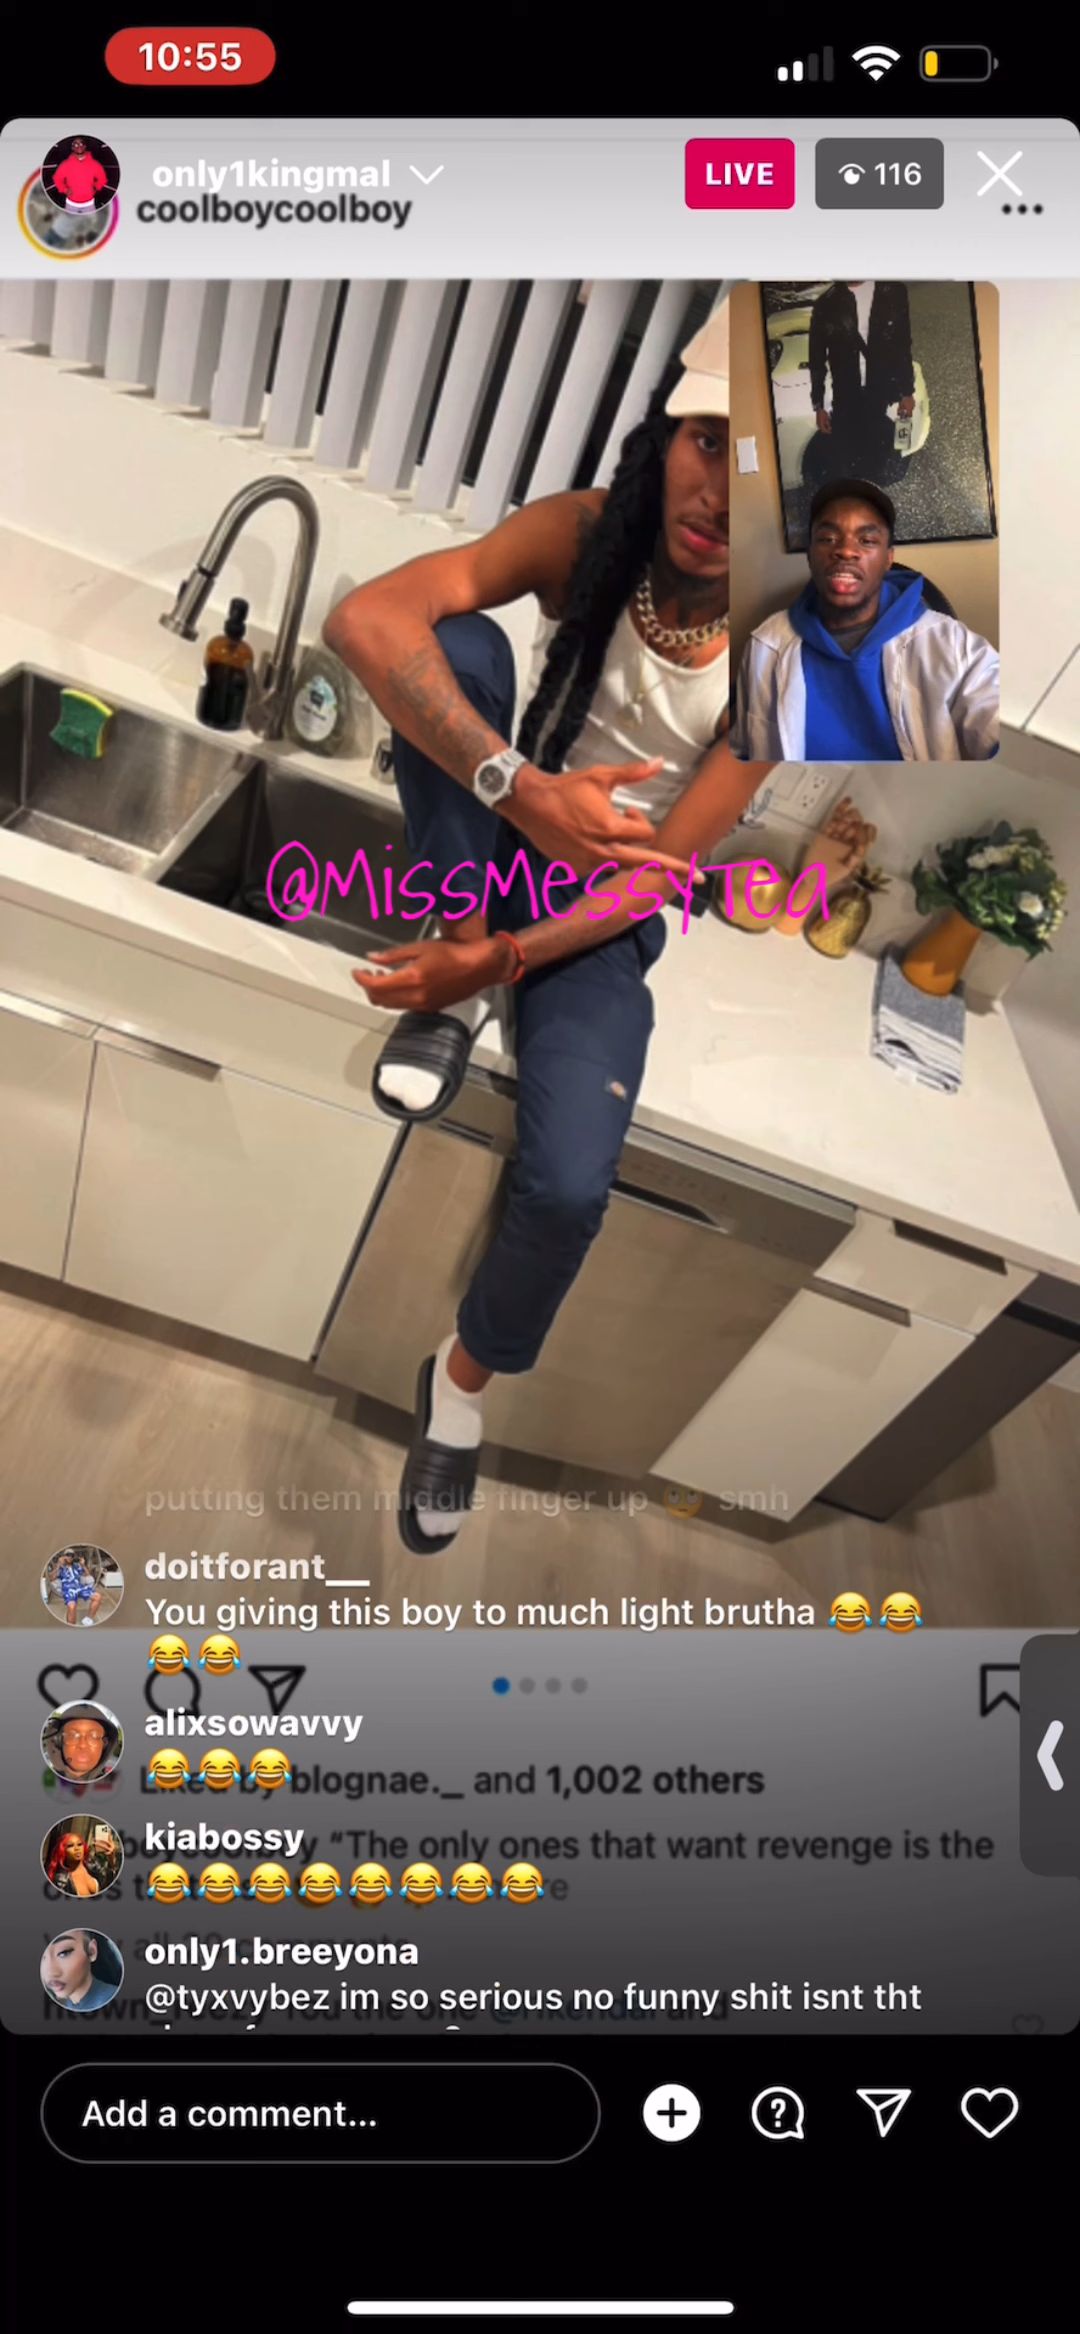 10:55
only1kingmal
LIVE
116
coolboycoolboy
@MissMessyTea
putting them middle finger up 🙄 smh
doitforant__
You giving this boy to much light brutha 😂😂
😂😂
alixsowavvy
😂😂😂
Liked by blognae._ and 1,002 others
kiabossy
"The only ones that want revenge is the
😂😂😂😂😂😂😂😂
only1.breeyona
@tyxvybez im so serious no funny shit isnt tht
Add a comment...